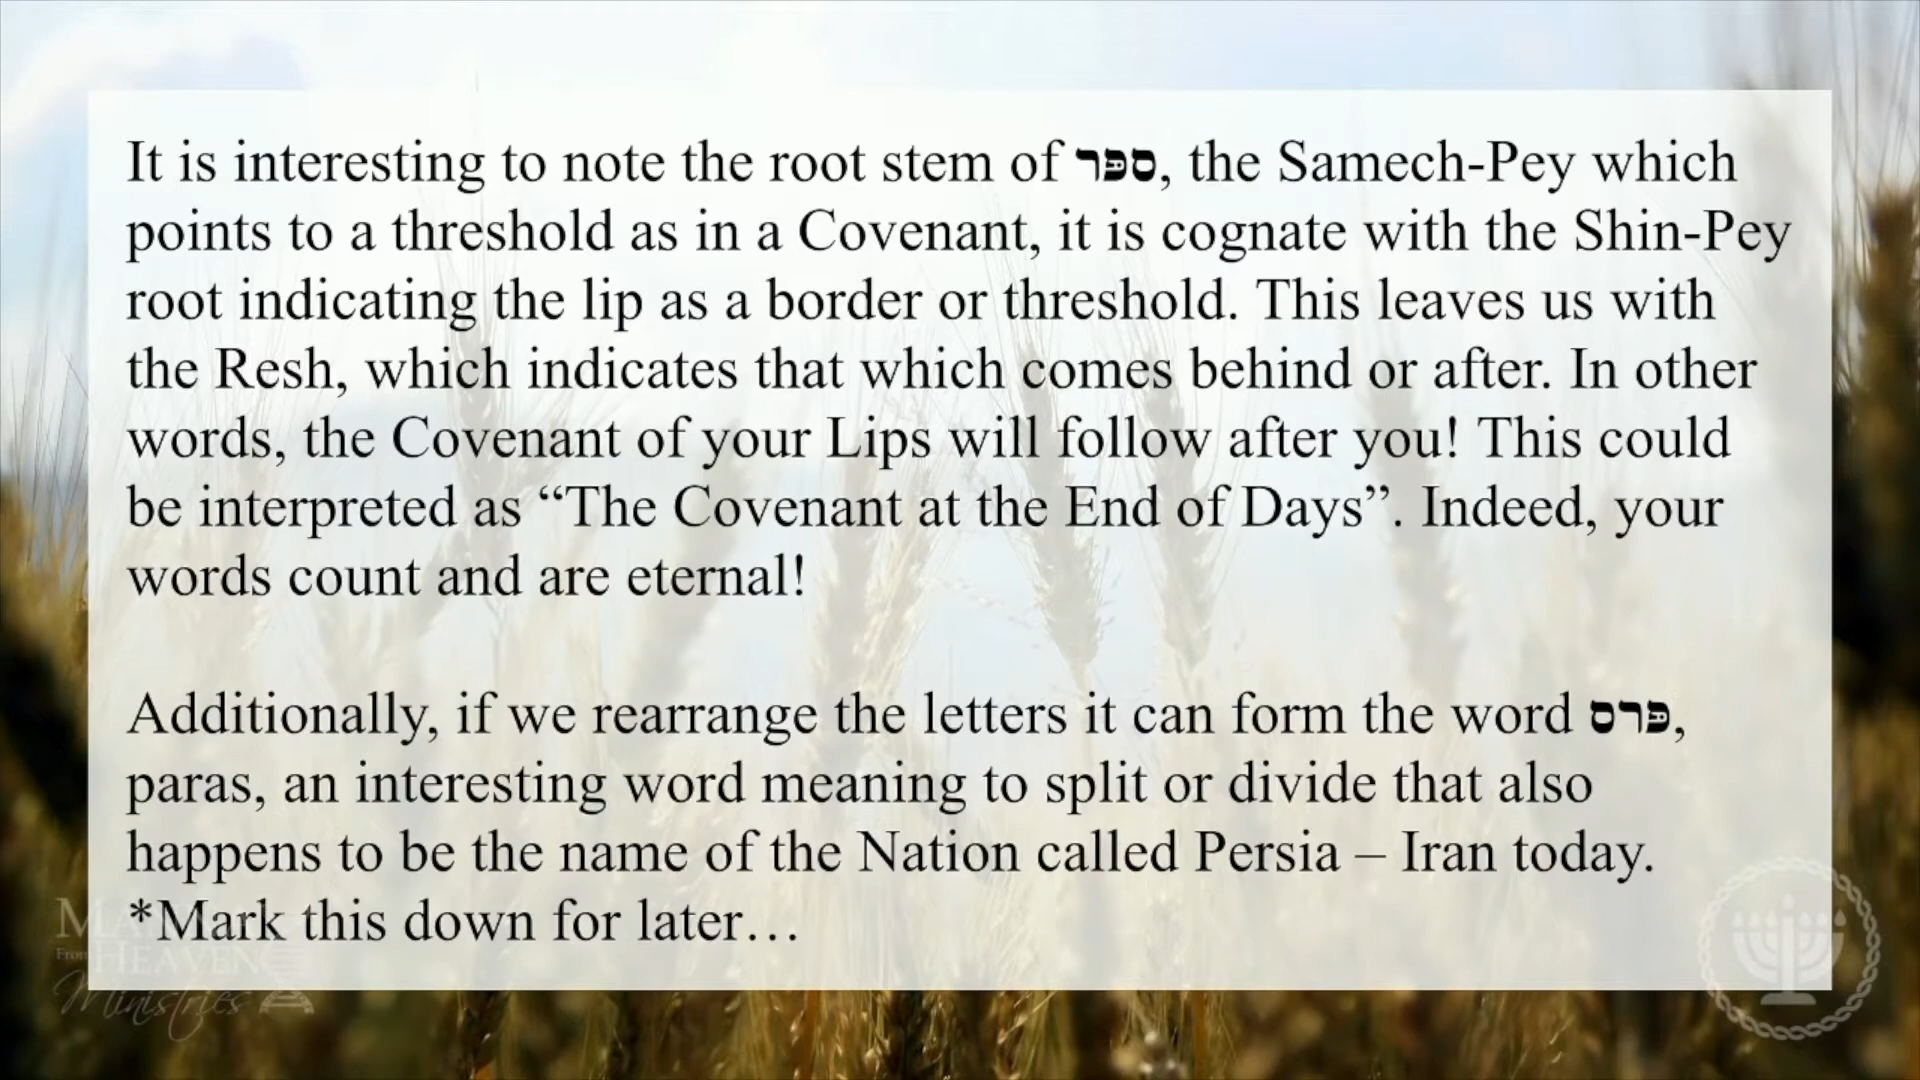 It is interesting to note the root stem of ספּר, the Samech-Pey which
points to a threshold as in a Covenant, it is cognate with the Shin-Pey
root indicating the lip as a border or threshold. This leaves us with
the Resh, which indicates that which comes behind or after. In other
words, the Covenant of your Lips will follow after you! This could
be interpreted as “The Covenant at the End of Days”. Indeed, your
words count and are eternal!
Additionally, if we rearrange the letters it can form the word פּרס,
paras, an interesting word meaning to split or divide that also
happens to be the name of the Nation called Persia – Iran today.
*Mark this down for later…
From HEAVEN
Ministries